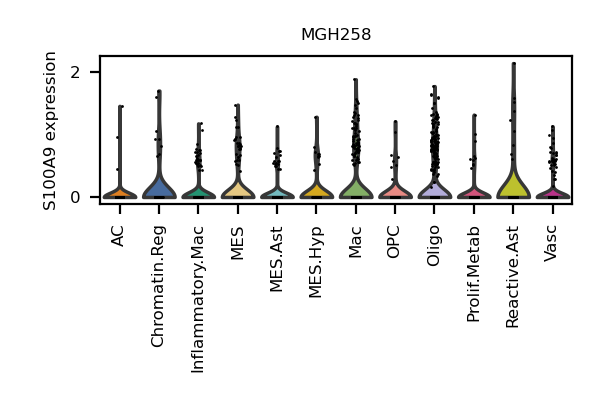 MGH258
S100A9 expression
2
0
AC
Chromatin.Reg
Inflammatory.Mac
MES
MES.Ast
MES.Hyp
Mac
OPC
Oligo
Prolif.Metab
Reactive.Ast
Vasc